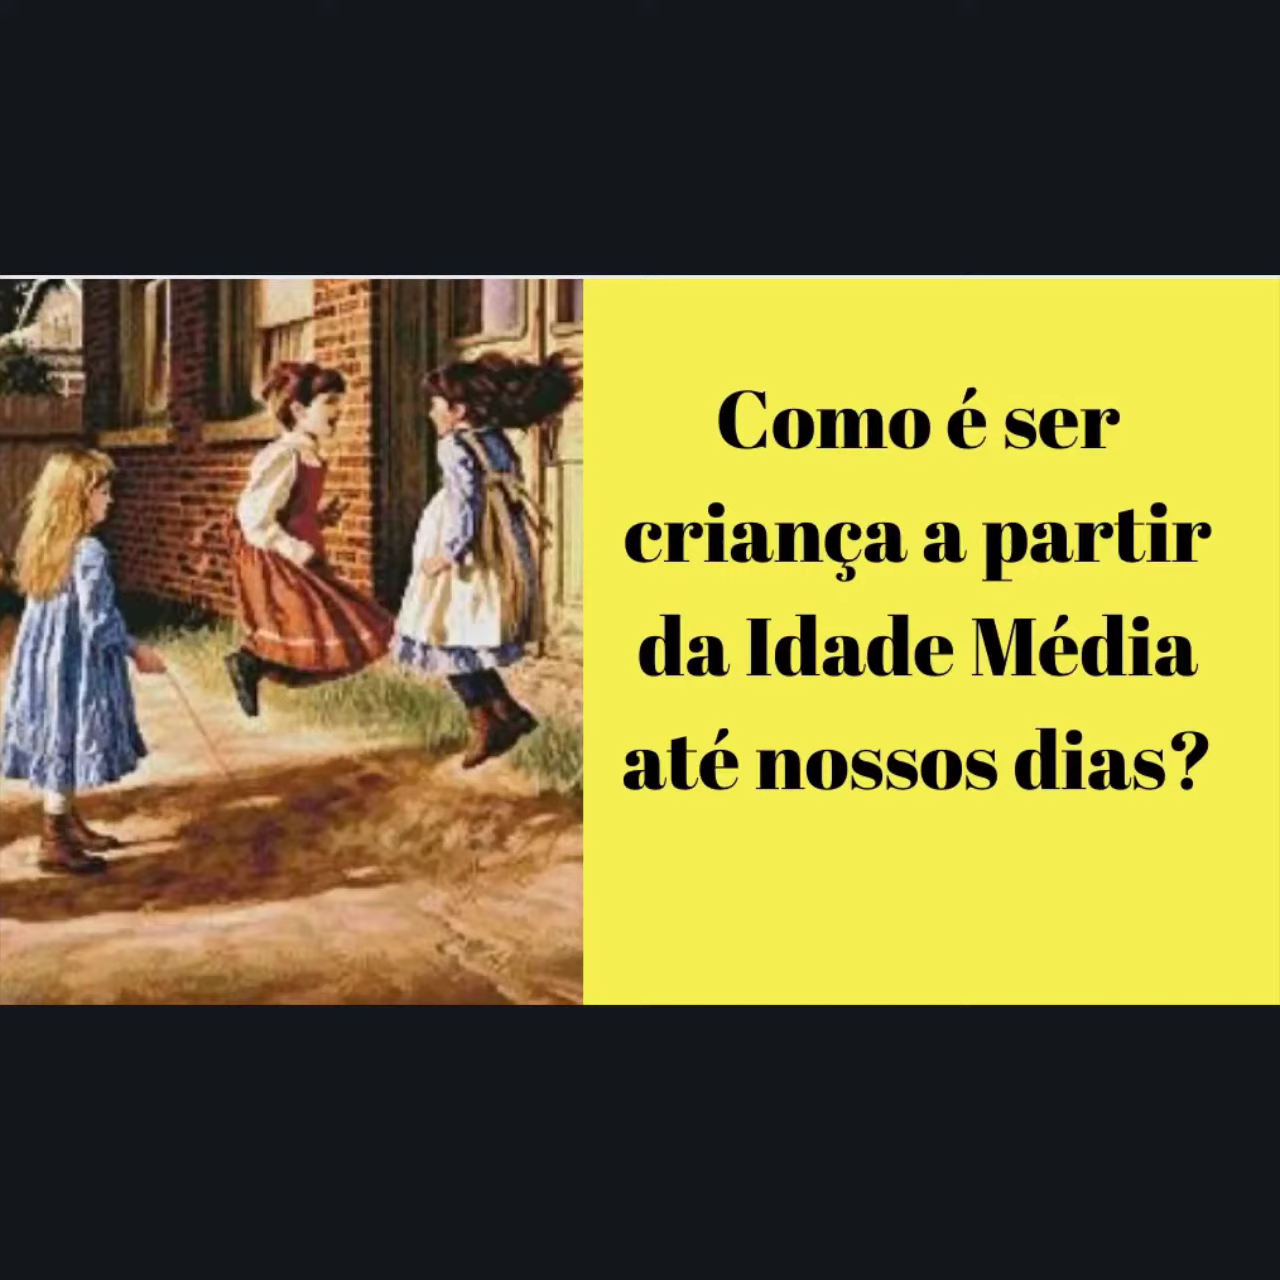 Como é ser
criança a partir
da Idade Média
até nossos dias?